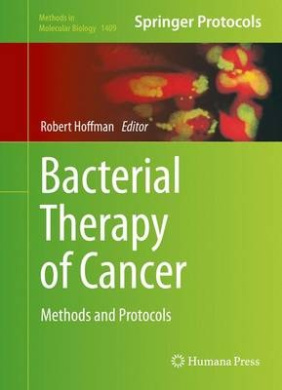 Methods in
Molecular Biology 1409
Springer Protocols
Robert Hoffman Editor
Bacterial
Therapy
of Cancer
Methods and Protocols
Humana Press